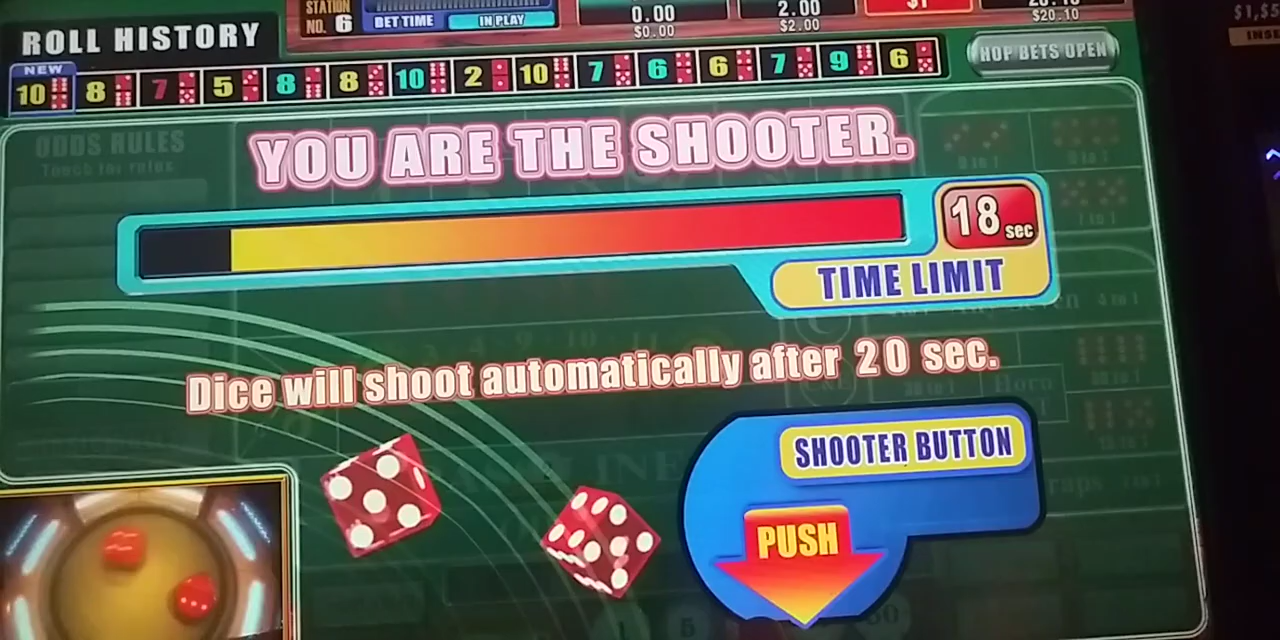 STATION
NO. 6
BET TIME
IN PLAY
0.00
$0.00
2.00
$2.00
$1
$20.10
ROLL HISTORY
NEW
10 8 7 5 8 8 10 2 10 7 6 6 7 9 6
HOP BETS OPEN
ODDS RULES
Touch for rules
YOU ARE THE SHOOTER.
18 sec
TIME LIMIT
Dice will shoot automatically after 20 sec.
Horn
SHOOTER BUTTON
PUSH